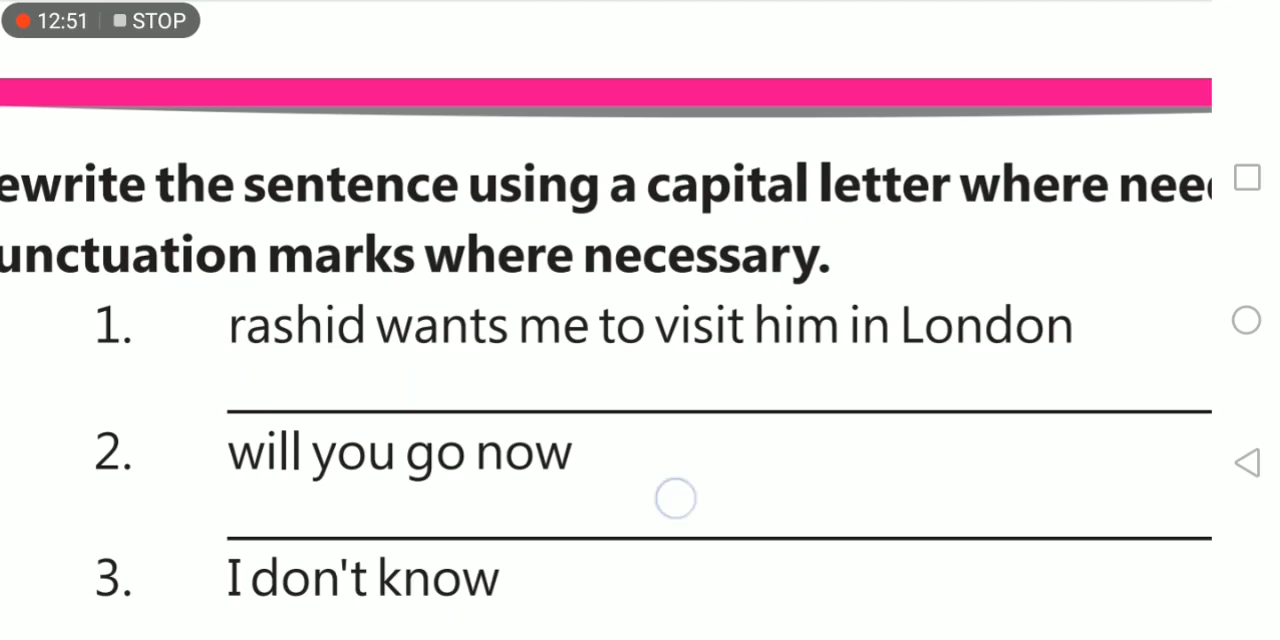 12:51 STOP
ewrite the sentence using a capital letter where nee
unctuation marks where necessary.
1. rashid wants me to visit him in London
2. will you go now
3. I don't know